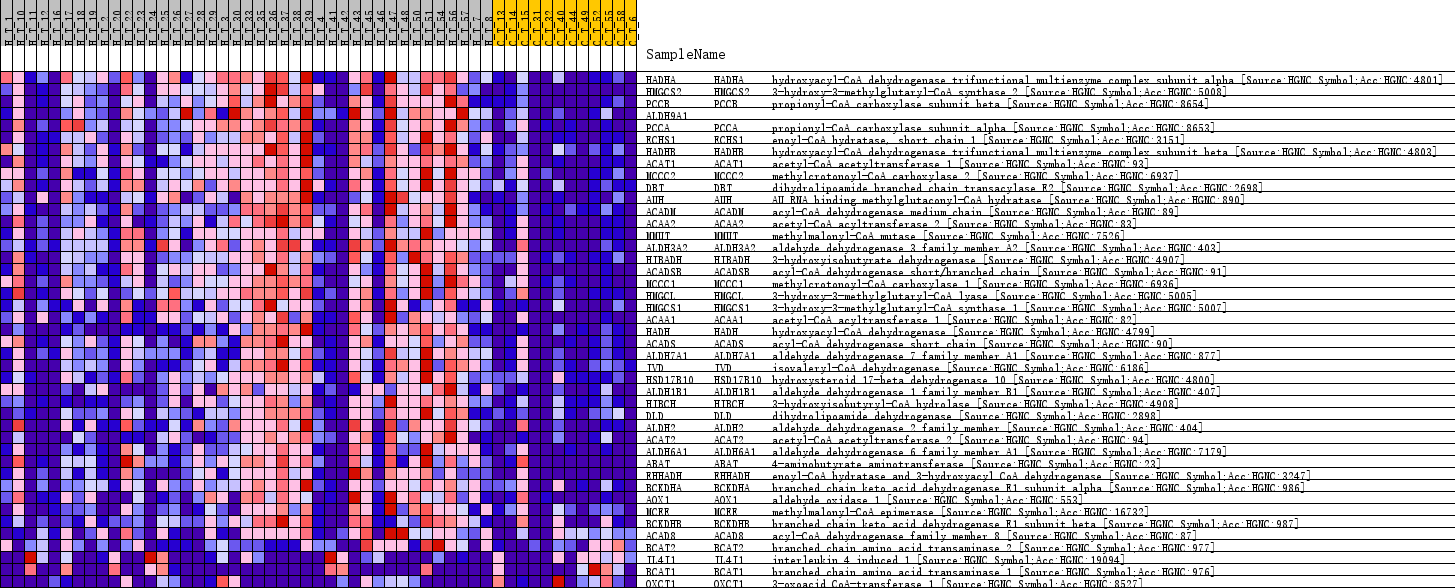 C_T_13
C_T_14
C_T_15
C_T_31
C_T_32
C_T_40
C_T_44
C_T_49
C_T_52
C_T_55
C_T_58
C_T_6
SampleName
HADHA HADHA hydroxyacyl-CoA dehydrogenase trifunctional multienzyme complex subunit alpha [Source:HGNC Symbol;Acc:HGNC:4801]
HMGCS2 HMGCS2 3-hydroxy-3-methylglutaryl-CoA synthase 2 [Source:HGNC Symbol;Acc:HGNC:5008]
PCCB PCCB propionyl-CoA carboxylase subunit beta [Source:HGNC Symbol;Acc:HGNC:8654]
ALDH9A1
PCCA PCCA propionyl-CoA carboxylase subunit alpha [Source:HGNC Symbol;Acc:HGNC:8653]
ECHS1 ECHS1 enoyl-CoA hydratase, short chain 1 [Source:HGNC Symbol;Acc:HGNC:3151]
HADHB HADHB hydroxyacyl-CoA dehydrogenase trifunctional multienzyme complex subunit beta [Source:HGNC Symbol;Acc:HGNC:4803]
ACAT1 ACAT1 acetyl-CoA acetyltransferase 1 [Source:HGNC Symbol;Acc:HGNC:93]
MCCC2 MCCC2 methylcrotonoyl-CoA carboxylase 2 [Source:HGNC Symbol;Acc:HGNC:6937]
DBT DBT dihydrolipoamide branched chain transacylase E2 [Source:HGNC Symbol;Acc:HGNC:2698]
AUH AUH AU RNA binding methylglutaconyl-CoA hydratase [Source:HGNC Symbol;Acc:HGNC:890]
ACADM ACADM acyl-CoA dehydrogenase medium chain [Source:HGNC Symbol;Acc:HGNC:89]
ACAA2 ACAA2 acetyl-CoA acyltransferase 2 [Source:HGNC Symbol;Acc:HGNC:83]
MMUT MMUT methylmalonyl-CoA mutase [Source:HGNC Symbol;Acc:HGNC:7526]
ALDH3A2 ALDH3A2 aldehyde dehydrogenase 3 family member A2 [Source:HGNC Symbol;Acc:HGNC:403]
HIBADH HIBADH 3-hydroxyisobutyrate dehydrogenase [Source:HGNC Symbol;Acc:HGNC:4907]
ACADSB ACADSB acyl-CoA dehydrogenase short/branched chain [Source:HGNC Symbol;Acc:HGNC:91]
MCCC1 MCCC1 methylcrotonoyl-CoA carboxylase 1 [Source:HGNC Symbol;Acc:HGNC:6936]
HMGCL HMGCL 3-hydroxy-3-methylglutaryl-CoA lyase [Source:HGNC Symbol;Acc:HGNC:5005]
HMGCS1 HMGCS1 3-hydroxy-3-methylglutaryl-CoA synthase 1 [Source:HGNC Symbol;Acc:HGNC:5007]
ACAA1 ACAA1 acetyl-CoA acyltransferase 1 [Source:HGNC Symbol;Acc:HGNC:82]
HADH HADH hydroxyacyl-CoA dehydrogenase [Source:HGNC Symbol;Acc:HGNC:4799]
ACADS ACADS acyl-CoA dehydrogenase short chain [Source:HGNC Symbol;Acc:HGNC:90]
ALDH7A1 ALDH7A1 aldehyde dehydrogenase 7 family member A1 [Source:HGNC Symbol;Acc:HGNC:877]
IVD IVD isovaleryl-CoA dehydrogenase [Source:HGNC Symbol;Acc:HGNC:6186]
HSD17B10 HSD17B10 hydroxysteroid 17-beta dehydrogenase 10 [Source:HGNC Symbol;Acc:HGNC:4800]
ALDH1B1 ALDH1B1 aldehyde dehydrogenase 1 family member B1 [Source:HGNC Symbol;Acc:HGNC:407]
HIBCH HIBCH 3-hydroxyisobutyryl-CoA hydrolase [Source:HGNC Symbol;Acc:HGNC:4908]
DLD DLD dihydrolipoamide dehydrogenase [Source:HGNC Symbol;Acc:HGNC:2898]
ALDH2 ALDH2 aldehyde dehydrogenase 2 family member [Source:HGNC Symbol;Acc:HGNC:404]
ACAT2 ACAT2 acetyl-CoA acetyltransferase 2 [Source:HGNC Symbol;Acc:HGNC:94]
ALDH6A1 ALDH6A1 aldehyde dehydrogenase 6 family member A1 [Source:HGNC Symbol;Acc:HGNC:7179]
ABAT ABAT 4-aminobutyrate aminotransferase [Source:HGNC Symbol;Acc:HGNC:23]
EHHADH EHHADH enoyl-CoA hydratase and 3-hydroxyacyl CoA dehydrogenase [Source:HGNC Symbol;Acc:HGNC:3247]
BCKDHA BCKDHA branched chain keto acid dehydrogenase E1 subunit alpha [Source:HGNC Symbol;Acc:HGNC:986]
AOX1 AOX1 aldehyde oxidase 1 [Source:HGNC Symbol;Acc:HGNC:553]
MCEE MCEE methylmalonyl-CoA epimerase [Source:HGNC Symbol;Acc:HGNC:16732]
BCKDHB BCKDHB branched chain keto acid dehydrogenase E1 subunit beta [Source:HGNC Symbol;Acc:HGNC:987]
ACAD8 ACAD8 acyl-CoA dehydrogenase family member 8 [Source:HGNC Symbol;Acc:HGNC:87]
BCAT2 BCAT2 branched chain amino acid transaminase 2 [Source:HGNC Symbol;Acc:HGNC:977]
IL4I1 IL4I1 interleukin 4 induced 1 [Source:HGNC Symbol;Acc:HGNC:19094]
BCAT1 BCAT1 branched chain amino acid transaminase 1 [Source:HGNC Symbol;Acc:HGNC:976]
OXCT1 OXCT1 3-oxoacid CoA-transferase 1 [Source:HGNC Symbol;Acc:HGNC:8527]